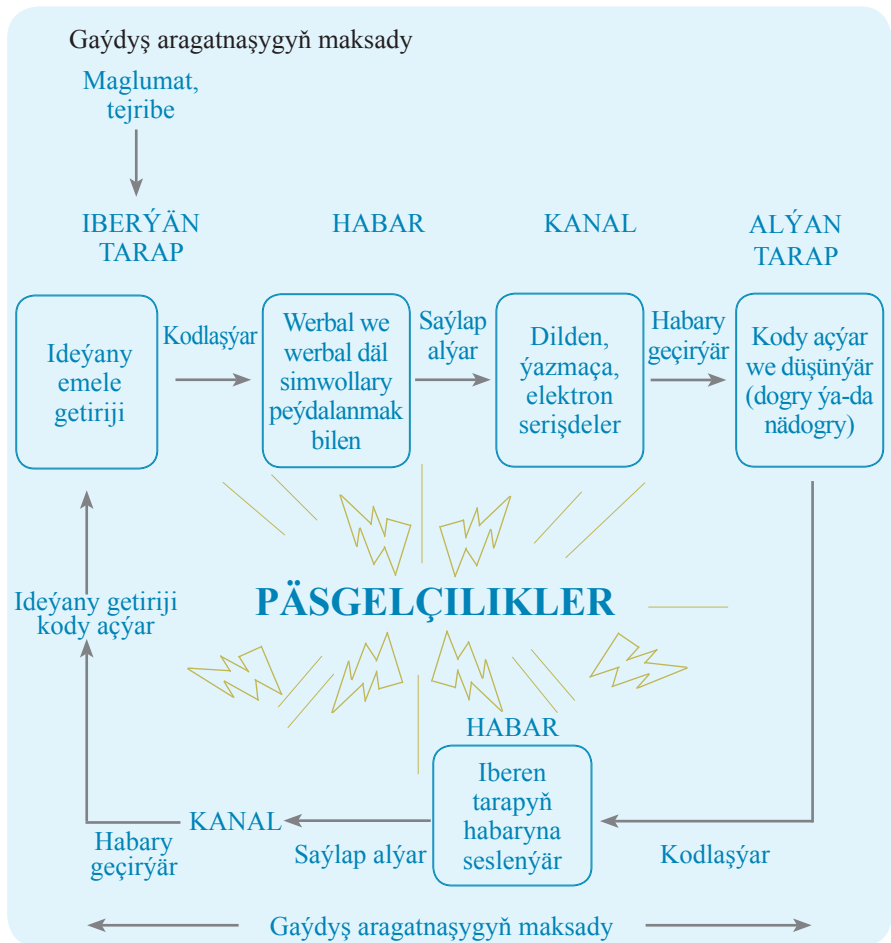 Gaýdyş aragatnaşygyň maksady
Maglumat,
tejribe
IBERÝÄN
TARAP
HABAR
KANAL
ALÝAN
TARAP
Ideýany
emele
getiriji
Kodlaşýar
Werbal we
werbal däl
simwollary
peýdalanmak
bilen
Saýlap
alýar
Dilden,
ýazmaça,
elektron
serişdeler
Habary
geçirýär
Kody açýar
we düşünýär
(dogry ýa-da
nädogry)
PÄSGELÇILIKLER
Ideýany getiriji
kody açýar
HABAR
Iberen
tarapyň
habaryna
seslenýär
KANAL
Habary
geçirýär
Saýlap alýar
Kodlaşýar
Gaýdyş aragatnaşygyň maksady